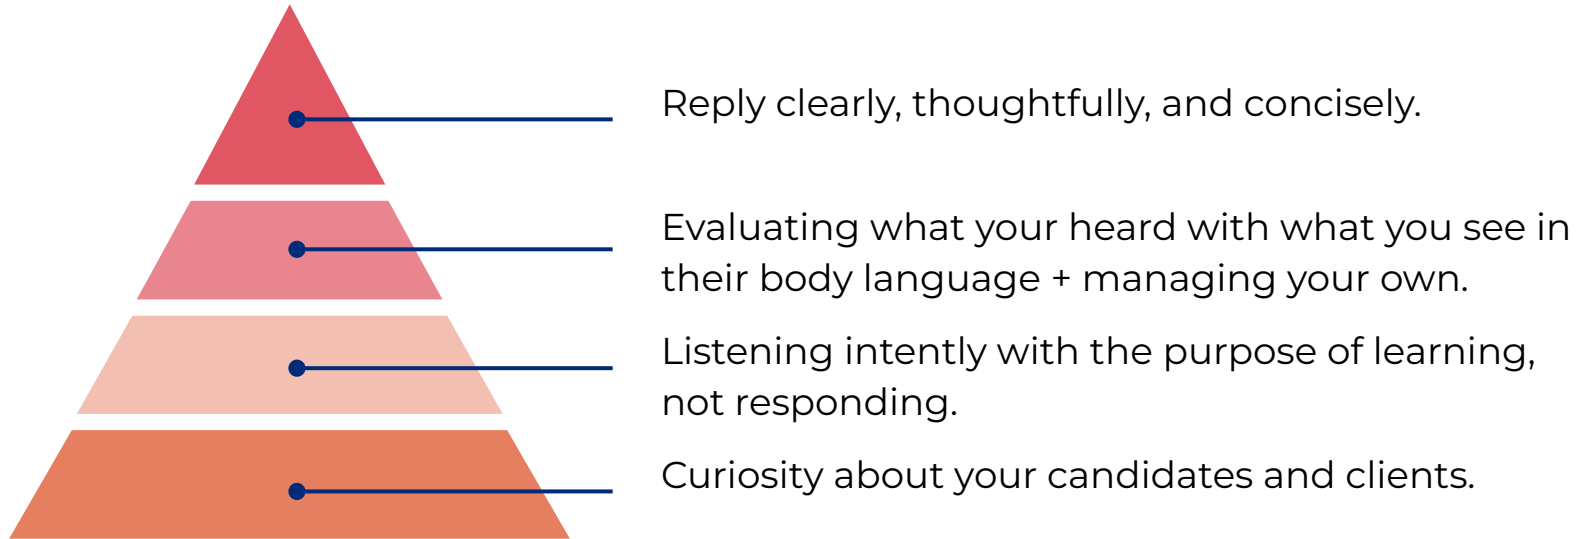 Reply clearly, thoughtfully, and concisely.
Evaluating what your heard with what you see in
their body language + managing your own.
Listening intently with the purpose of learning,
not responding.
Curiosity about your candidates and clients.